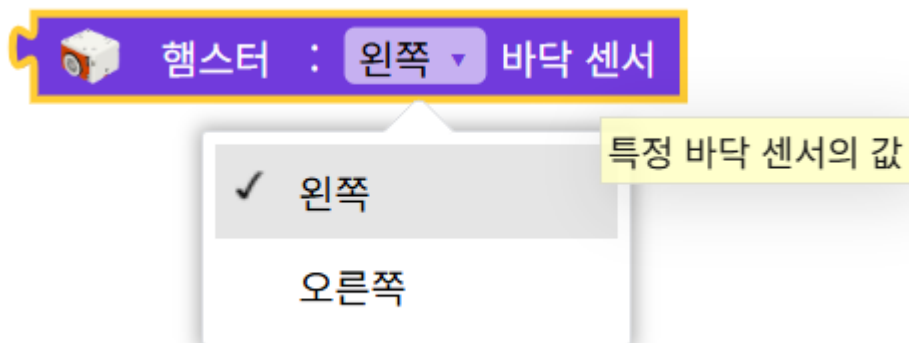 햄스터 : 왼쪽 ▾ 바닥 센서
특정 바닥 센서의 값
✓ 왼쪽
오른쪽